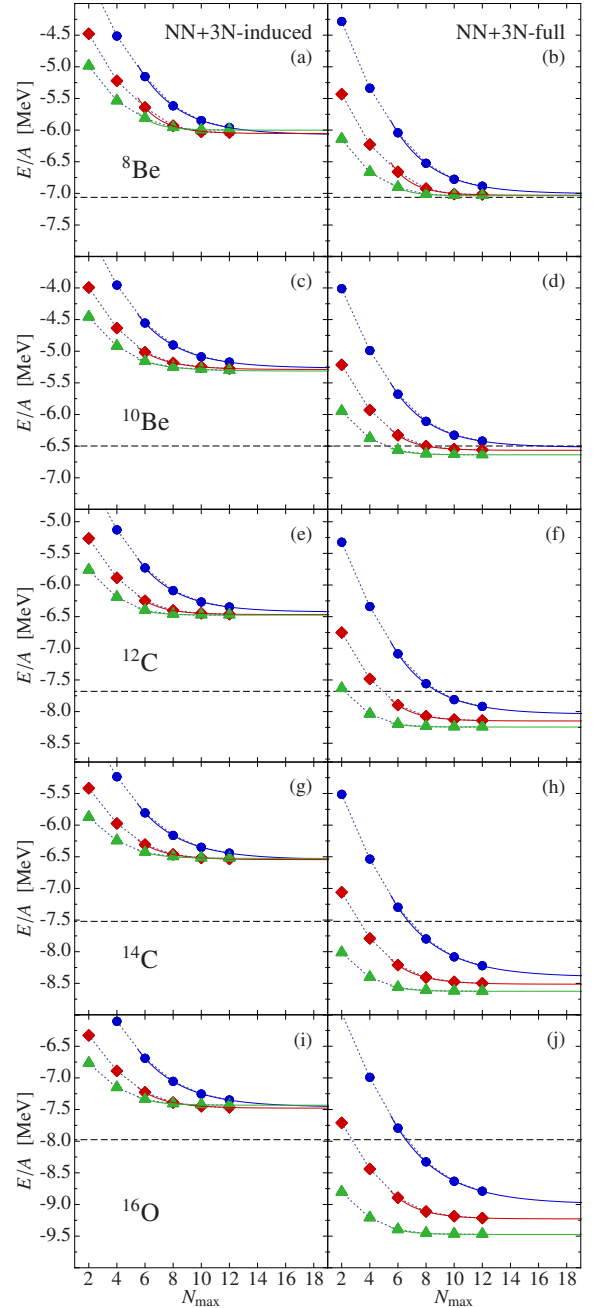 NN+3N-induced NN+3N-full
(a) (b)
-4.5
-5.0
-5.5
-6.0
-6.5
-7.0
-7.5
E/A [MeV]
⁸Be
(c) (d)
-4.0
-4.5
-5.0
-5.5
-6.0
-6.5
-7.0
E/A [MeV]
¹⁰Be
(e) (f)
-5.0
-5.5
-6.0
-6.5
-7.0
-7.5
-8.0
-8.5
E/A [MeV]
¹²C
(g) (h)
-5.5
-6.0
-6.5
-7.0
-7.5
-8.0
-8.5
E/A [MeV]
¹⁴C
(i) (j)
-6.5
-7.0
-7.5
-8.0
-8.5
-9.0
-9.5
E/A [MeV]
¹⁶O
2 4 6 8 10 12 14 16 18 2 4 6 8 10 12 14 16 18
Nmax Nmax